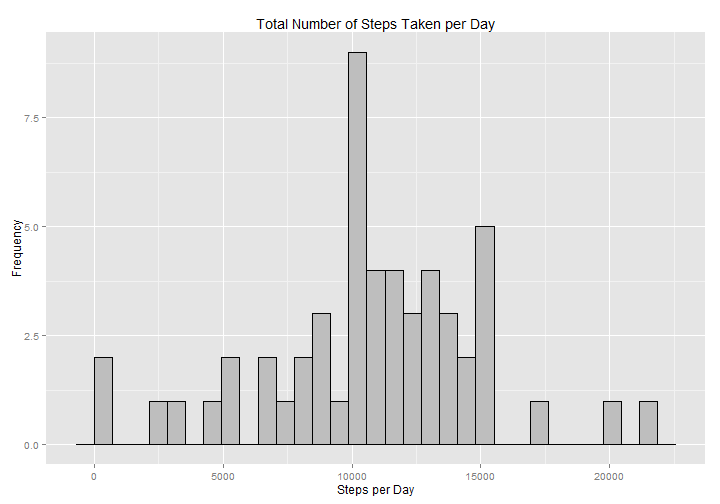 Total Number of Steps Taken per Day
7.5
5.0
2.5
0.0
Frequency
0 5000 10000 15000 20000
Steps per Day